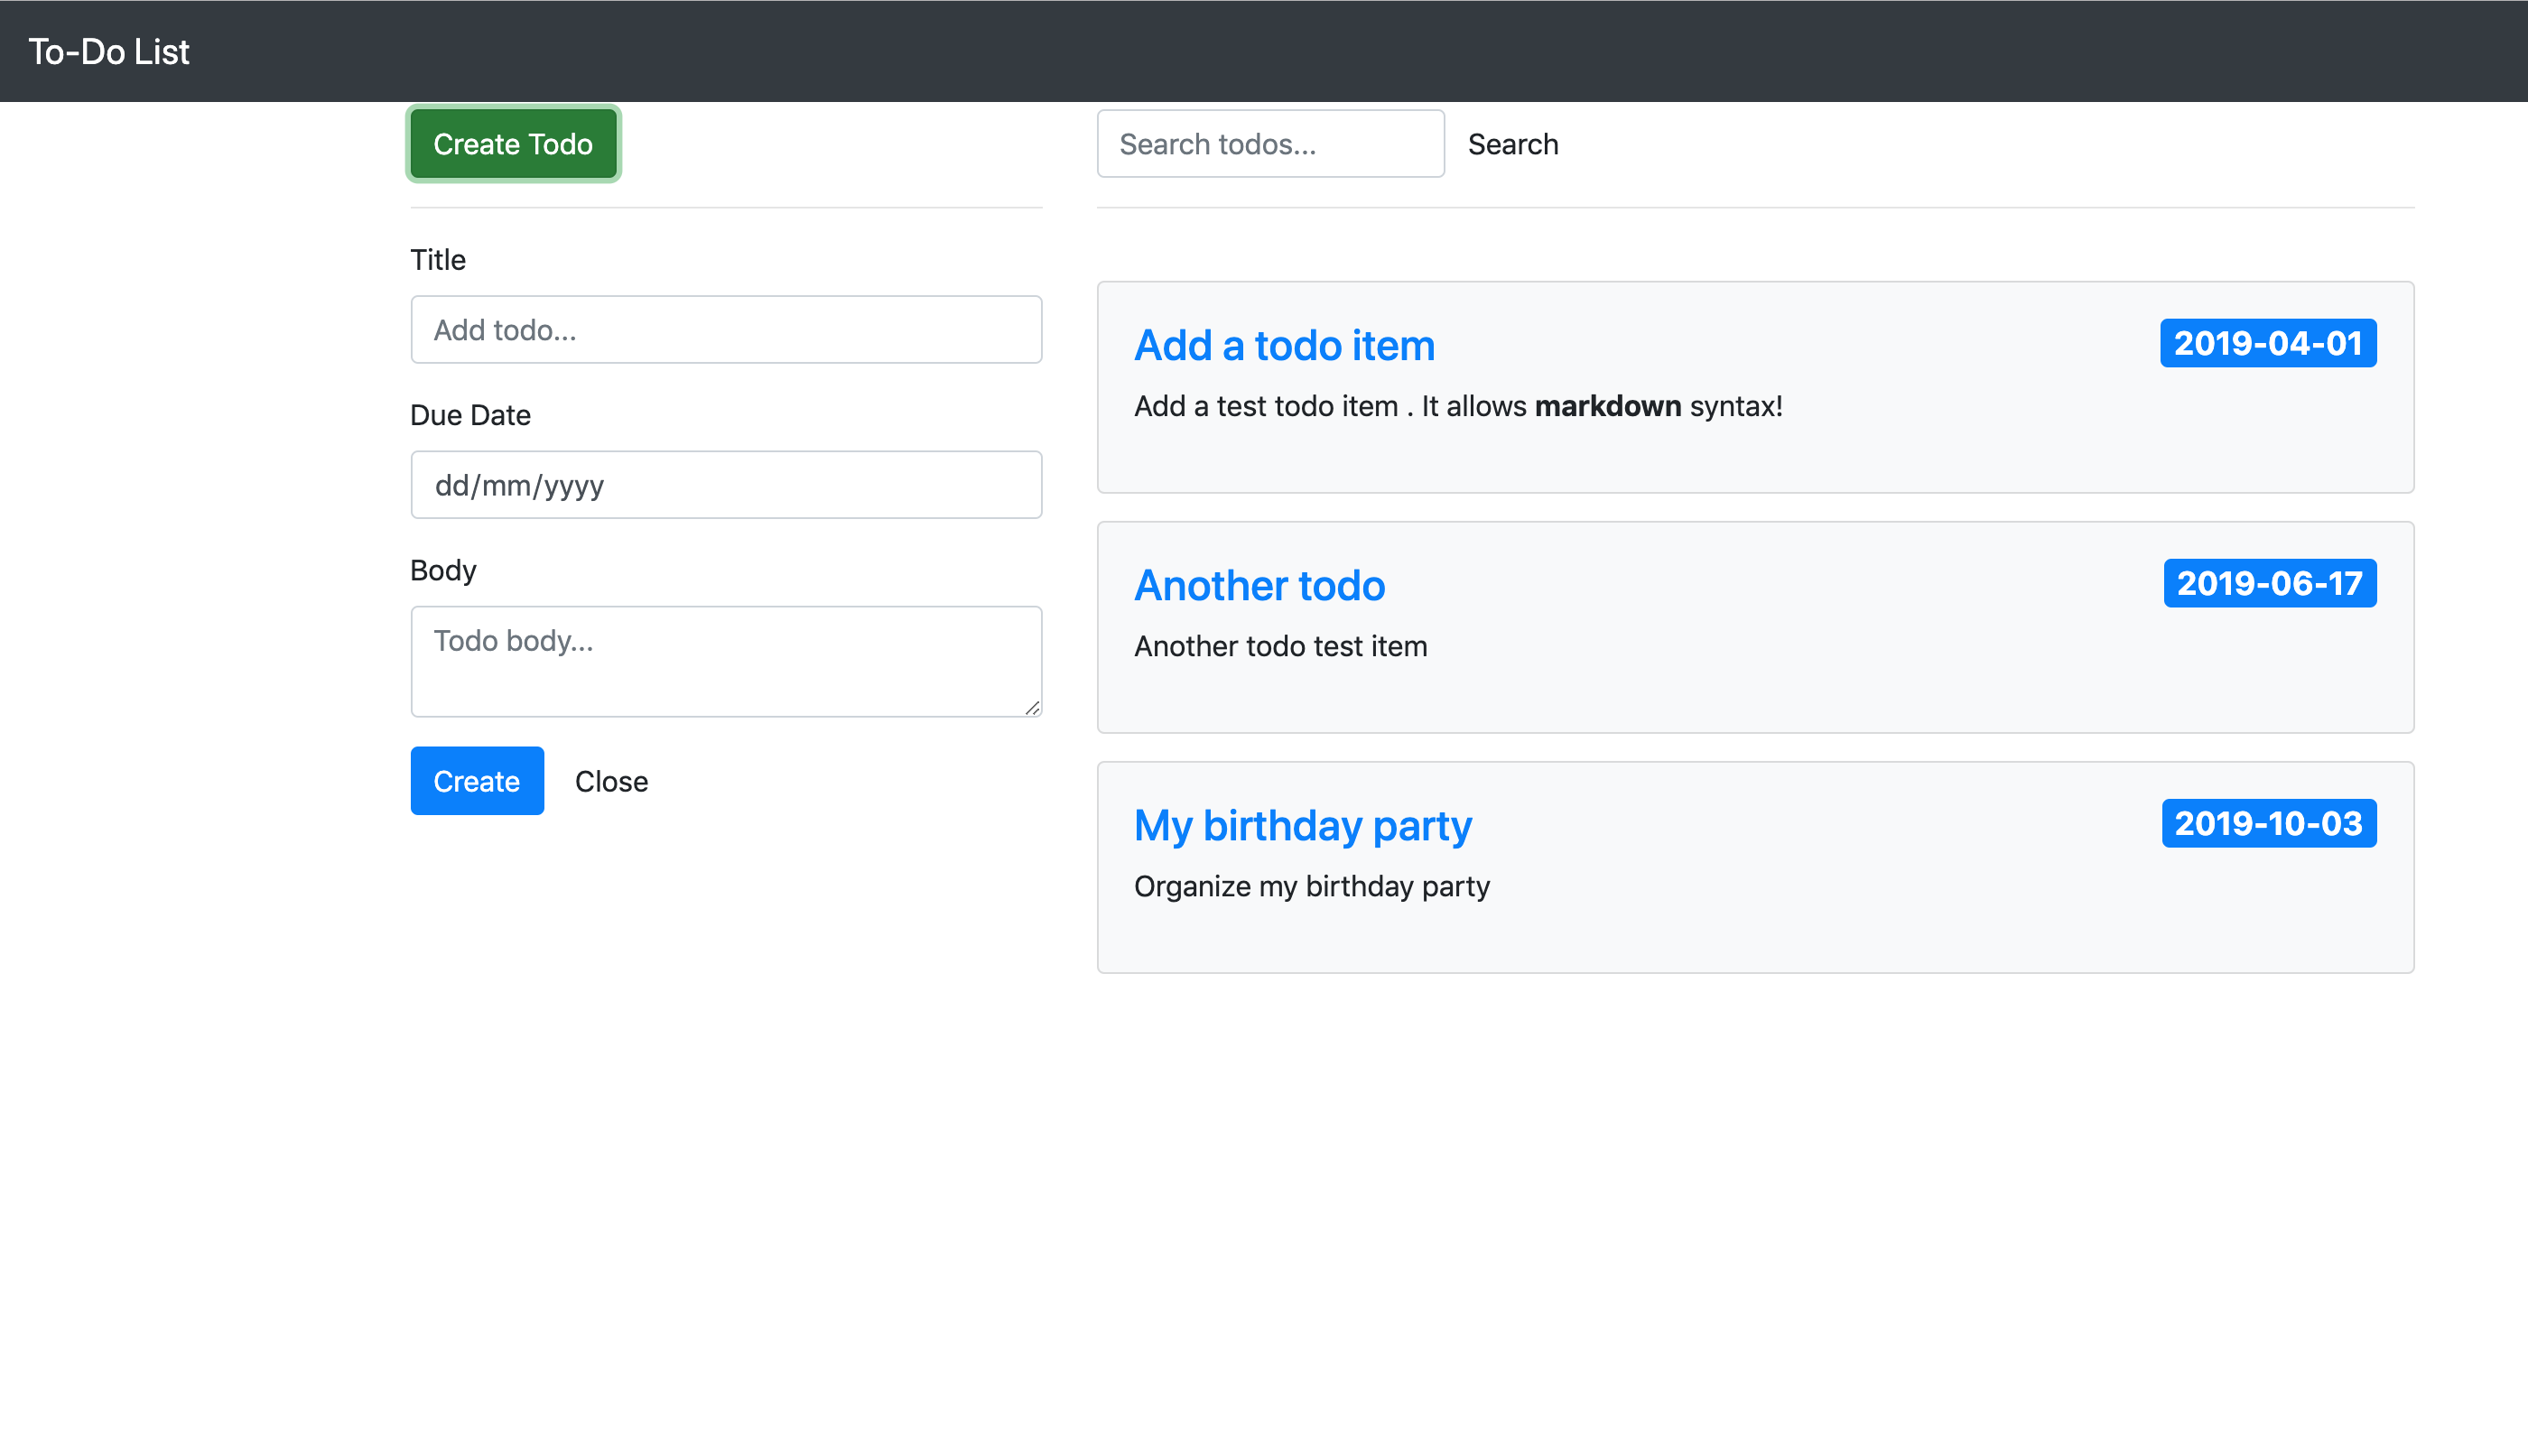 To-Do List
Create Todo
Search todos...
Search
Title
Add todo...
Due Date
dd/mm/yyyy
Body
Todo body...
Create
Close
Add a todo item
2019-04-01
Add a test todo item . It allows markdown syntax!
Another todo
2019-06-17
Another todo test item
My birthday party
2019-10-03
Organize my birthday party